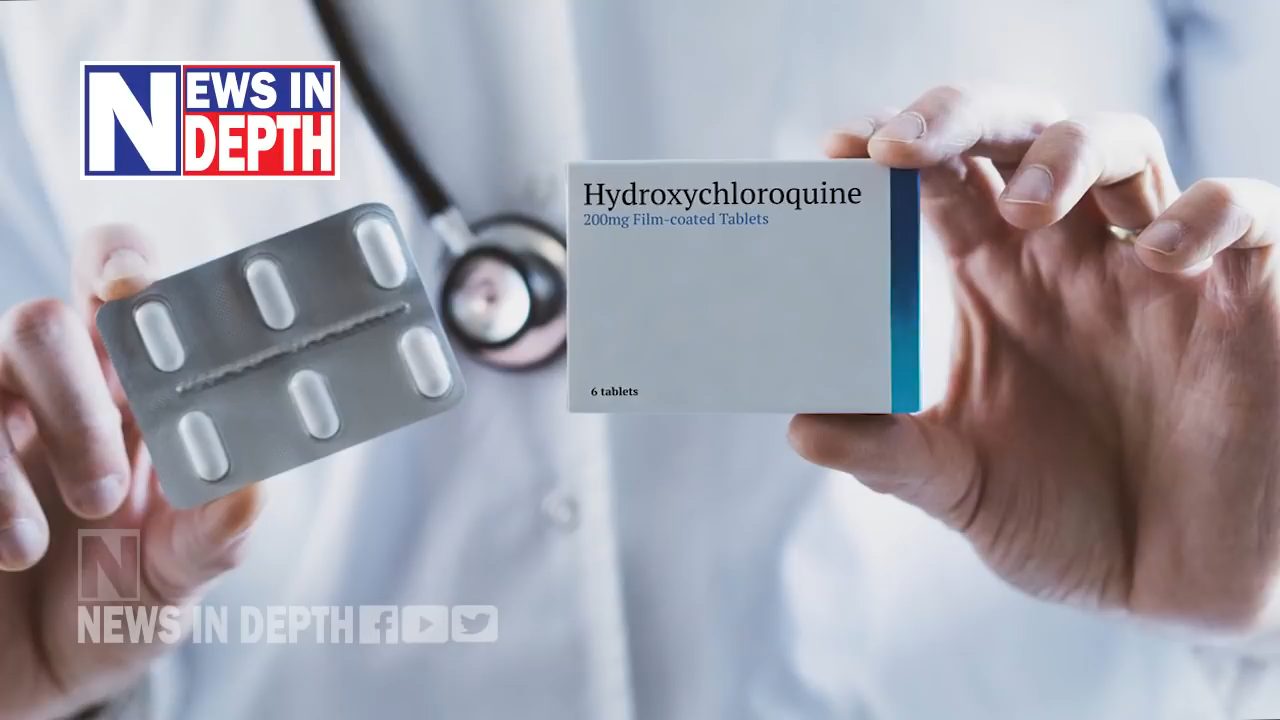 NEWS IN
DEPTH
Hydroxychloroquine
200mg Film-coated Tablets
6 tablets
N
NEWS IN DEPTH